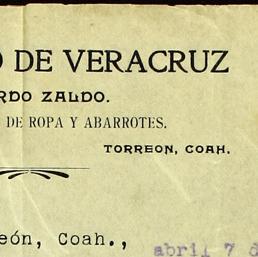 O DE VERACRUZ
RDO ZALDO.
DE ROPA Y ABARROTES.
TORREON, COAH.
eón, Coah., abril 7 d